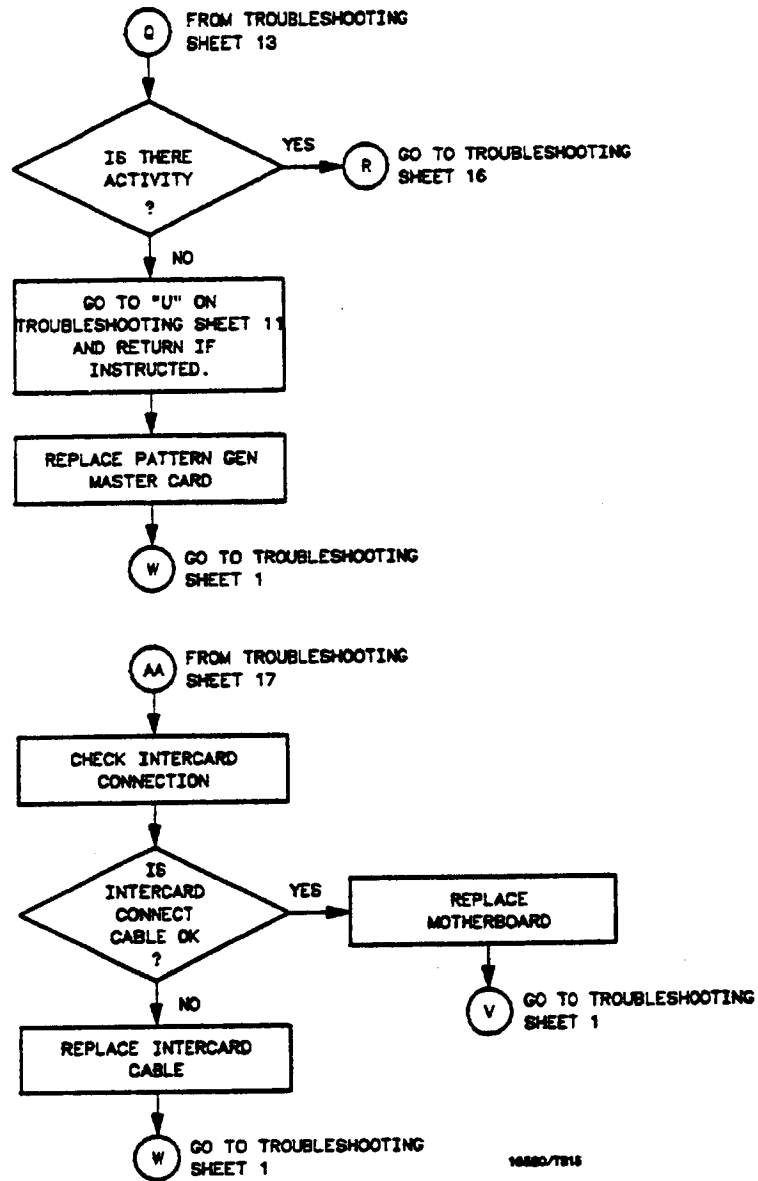 Q
FROM TROUBLESHOOTING
SHEET 13
IS THERE
ACTIVITY
?
YES
R
GO TO TROUBLESHOOTING
SHEET 16
NO
GO TO "U" ON
TROUBLESHOOTING SHEET 11
AND RETURN IF
INSTRUCTED.
REPLACE PATTERN GEN
MASTER CARD
W
GO TO TROUBLESHOOTING
SHEET 1
AA
FROM TROUBLESHOOTING
SHEET 17
CHECK INTERCARD
CONNECTION
IS
INTERCARD
CONNECT
CABLE OK
?
YES
REPLACE
MOTHERBOARD
V
GO TO TROUBLESHOOTING
SHEET 1
NO
REPLACE INTERCARD
CABLE
W
GO TO TROUBLESHOOTING
SHEET 1